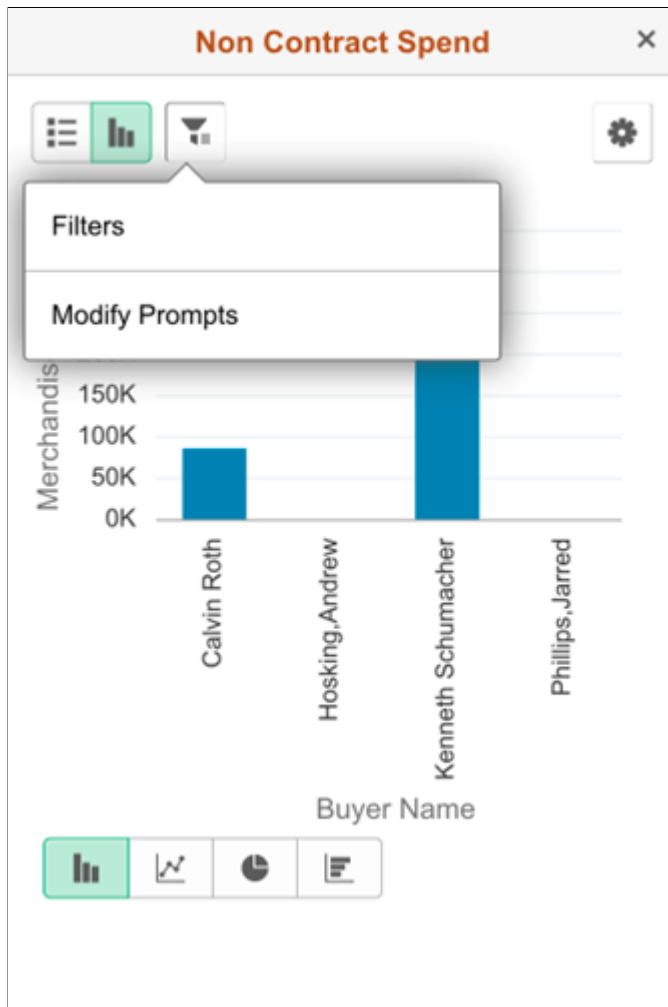 Non Contract Spend
Filters
Modify Prompts
150K
100K
50K
0K
Calvin Roth
Hosking,Andrew
Kenneth Schumacher
Phillips,Jarred
Buyer Name